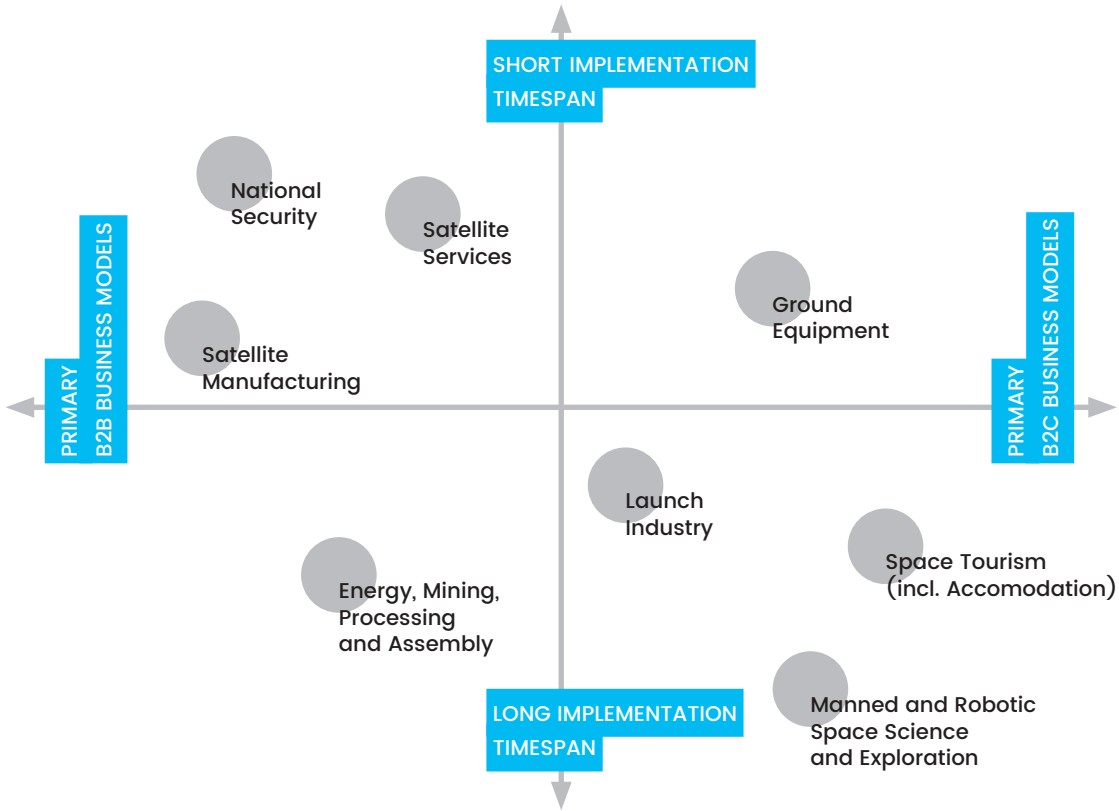 SHORT IMPLEMENTATION
TIMESPAN
National
Security
Satellite
Services
PRIMARY
B2B BUSINESS MODELS
PRIMARY
B2C BUSINESS MODELS
Ground
Equipment
Satellite
Manufacturing
Launch
Industry
Space Tourism
(incl. Accomodation)
Energy, Mining,
Processing
and Assembly
LONG IMPLEMENTATION
TIMESPAN
Manned and Robotic
Space Science
and Exploration